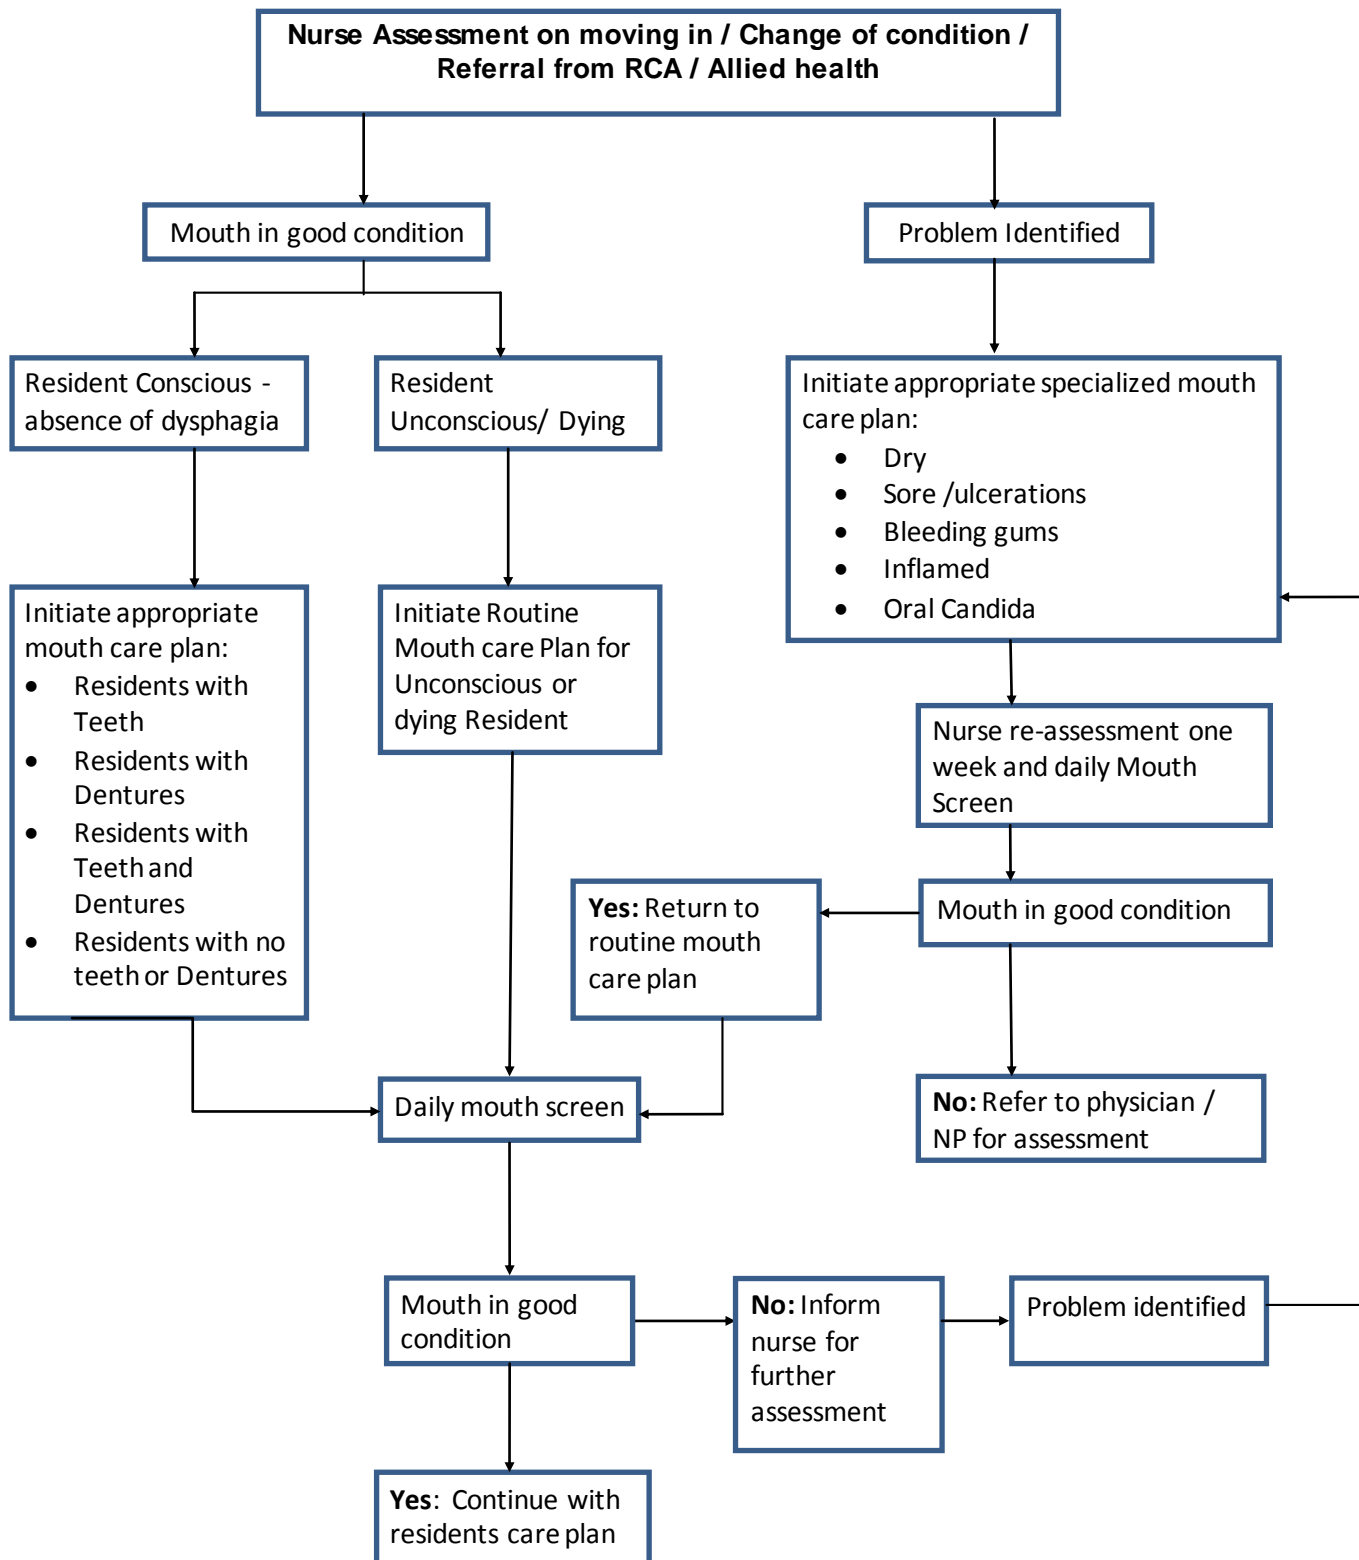 Nurse Assessment on moving in / Change of condition /
Referral from RCA / Allied health
Mouth in good condition
Problem Identified
Resident Conscious -
absence of dysphagia
Resident
Unconscious/ Dying
Initiate appropriate specialized mouth
care plan:
• Dry
• Sore /ulcerations
• Bleeding gums
• Inflamed
• Oral Candida
Initiate appropriate
mouth care plan:
• Residents with
Teeth
• Residents with
Dentures
• Residents with
Teeth and
Dentures
• Residents with no
teeth or Dentures
Initiate Routine
Mouth care Plan for
Unconscious or
dying Resident
Nurse re-assessment one
week and daily Mouth
Screen
Yes: Return to
routine mouth
care plan
Mouth in good condition
Daily mouth screen
No: Refer to physician /
NP for assessment
Mouth in good
condition
No: Inform
nurse for
further
assessment
Problem identified
Yes: Continue with
residents care plan